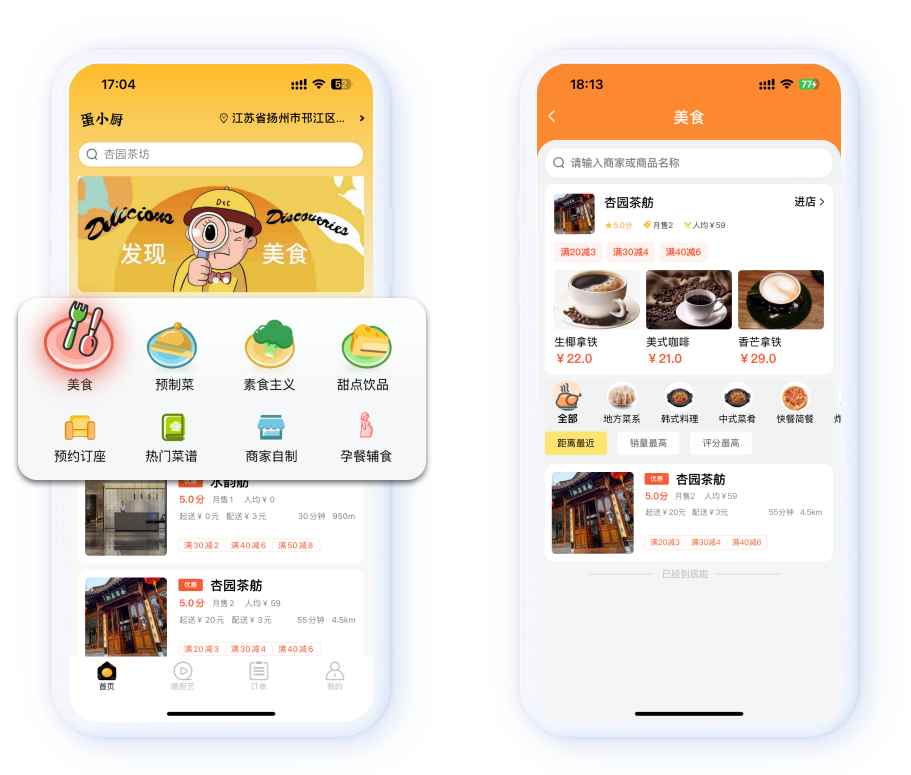 17:04
52
蛋小厨
江苏省扬州市邗江区...
杏园茶坊
Delicious
DYC
Discoveries
发现
美食
美食
预制菜
素食主义
甜点饮品
预约订座
热门菜谱
商家自制
孕餐辅食
水韵舫
5.0分 月售1 人均¥0
起送¥0元 配送¥3元 30分钟 950m
满30减2 满40减6 满50减8
优惠 杏园茶舫
5.0分 月售2 人均¥59
起送¥20元 配送¥3元 55分钟 4.5km
满20减3 满30减4 满40减6
首页
订单
我的
18:13
77
美食
请输入商家或商品名称
杏园茶舫
进店
5.0分 月售2 人均¥59
满20减3 满30减4 满40减6
生椰拿铁
美式咖啡
香芒拿铁
¥22.0
¥21.0
¥29.0
全部
地方菜系
韩式料理
中式菜肴
快餐简餐
距离最近
销量最高
评分最高
优惠 杏园茶舫
5.0分 月售2 人均¥59
起送¥20元 配送¥3元 55分钟 4.5km
满20减3 满30减4 满40减6
已经到底啦